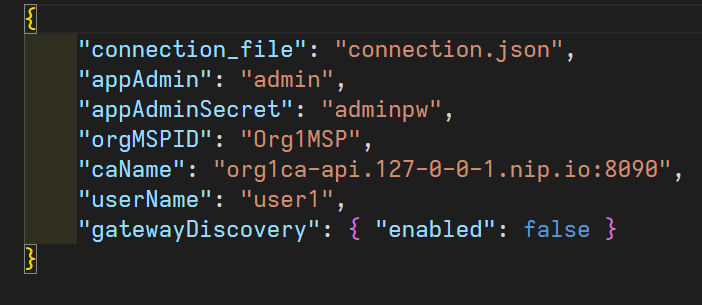 {
"connection_file": "connection.json",
"appAdmin": "admin",
"appAdminSecret": "adminpw",
"orgMSPID": "Org1MSP",
"caName": "org1ca-api.127-0-0-1.nip.io:8090",
"userName": "user1",
"gatewayDiscovery": { "enabled": false }
}